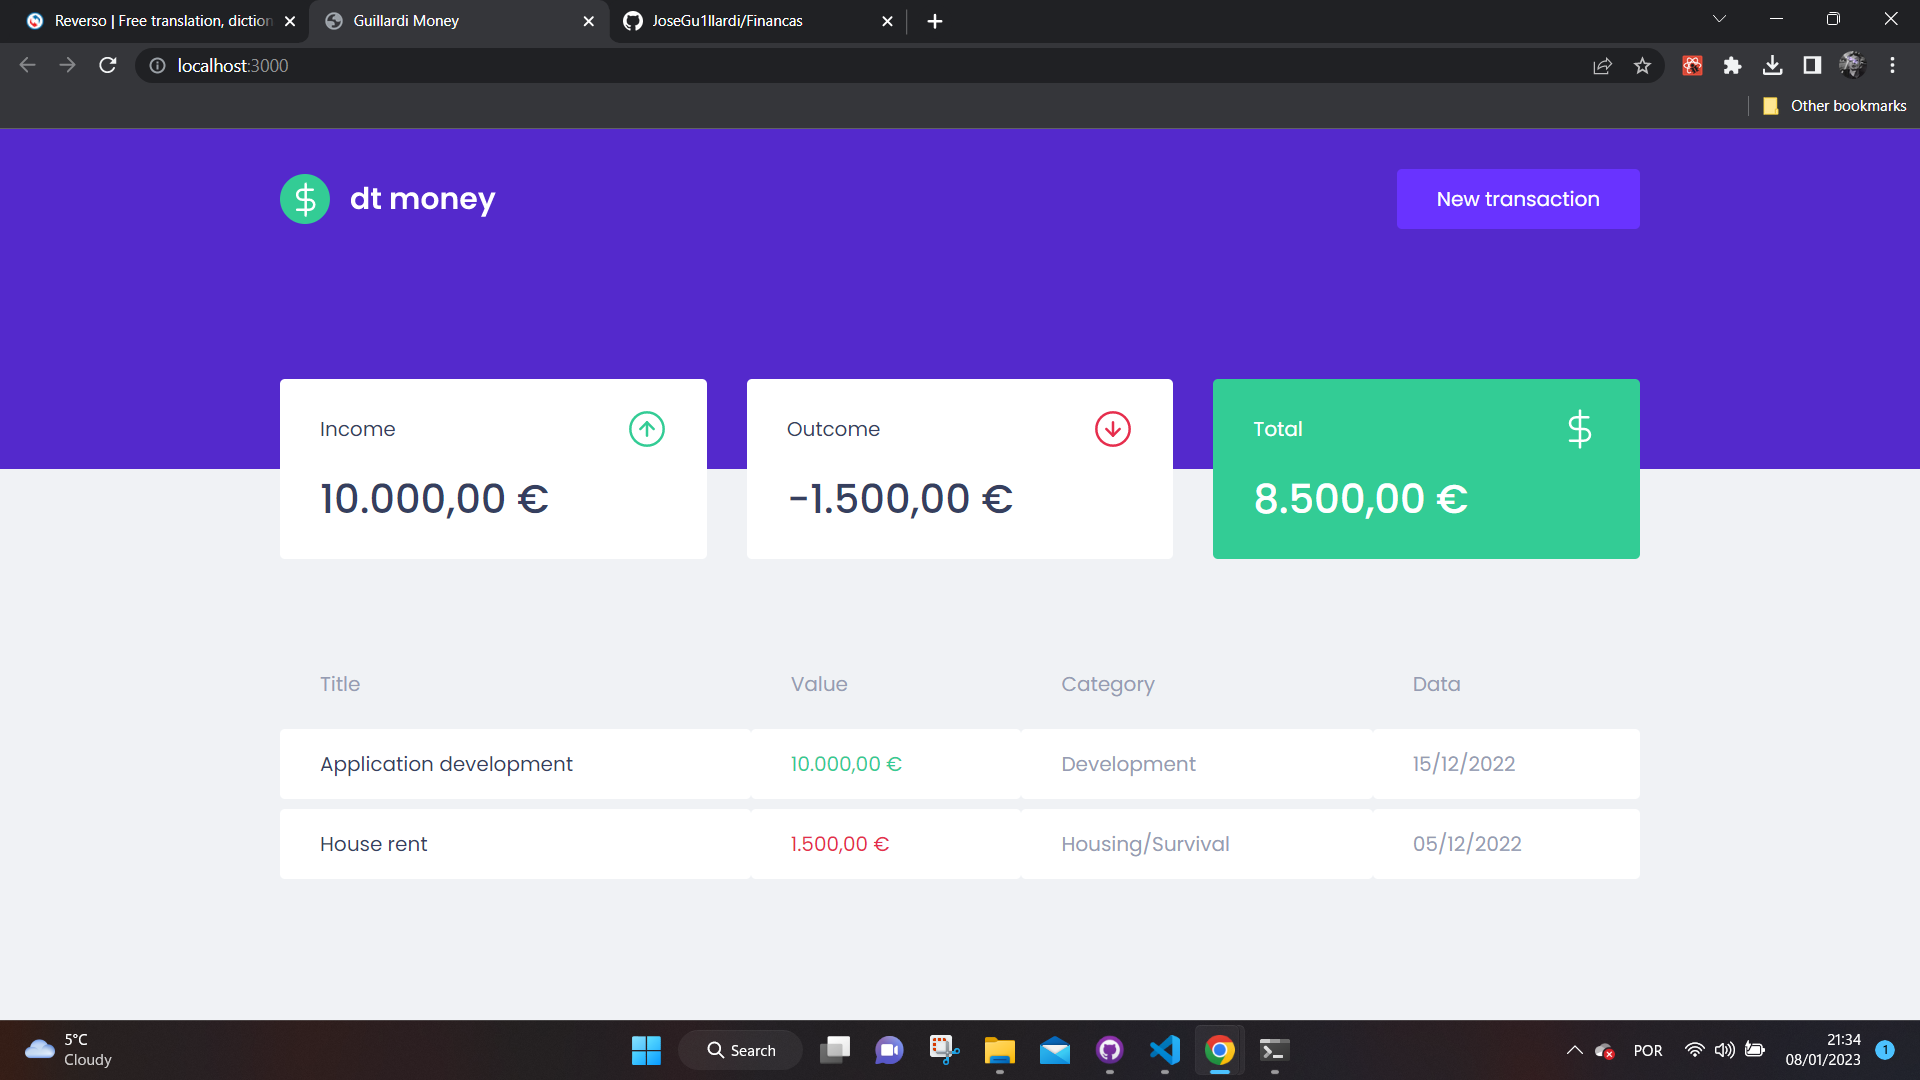 Reverso | Free translation, diction
Guillardi Money
JoseGu1llardi/Financas
localhost:3000
Other bookmarks
dt money
New transaction
Income
Outcome
Total
10.000,00 €
-1.500,00 €
8.500,00 €
Title Value Category Data
Application development 10.000,00 € Development 15/12/2022
House rent 1.500,00 € Housing/Survival 05/12/2022
5°C
Cloudy
Search
POR
21:34
08/01/2023
1